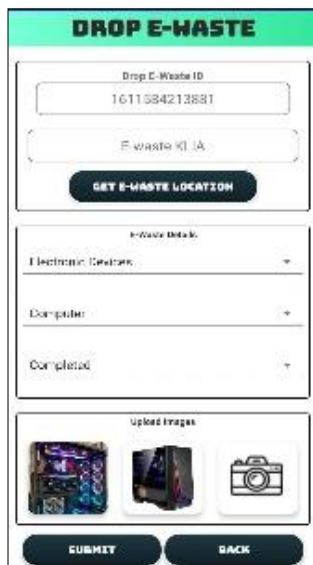 DROP E-WASTE
Drop E-Waste ID
1611584213881
E-waste KLIA
GET E-WASTE LOCATION
E-Waste Details
Electronic Devices
Computer
Completed
Upload Images
SUBMIT
BACK